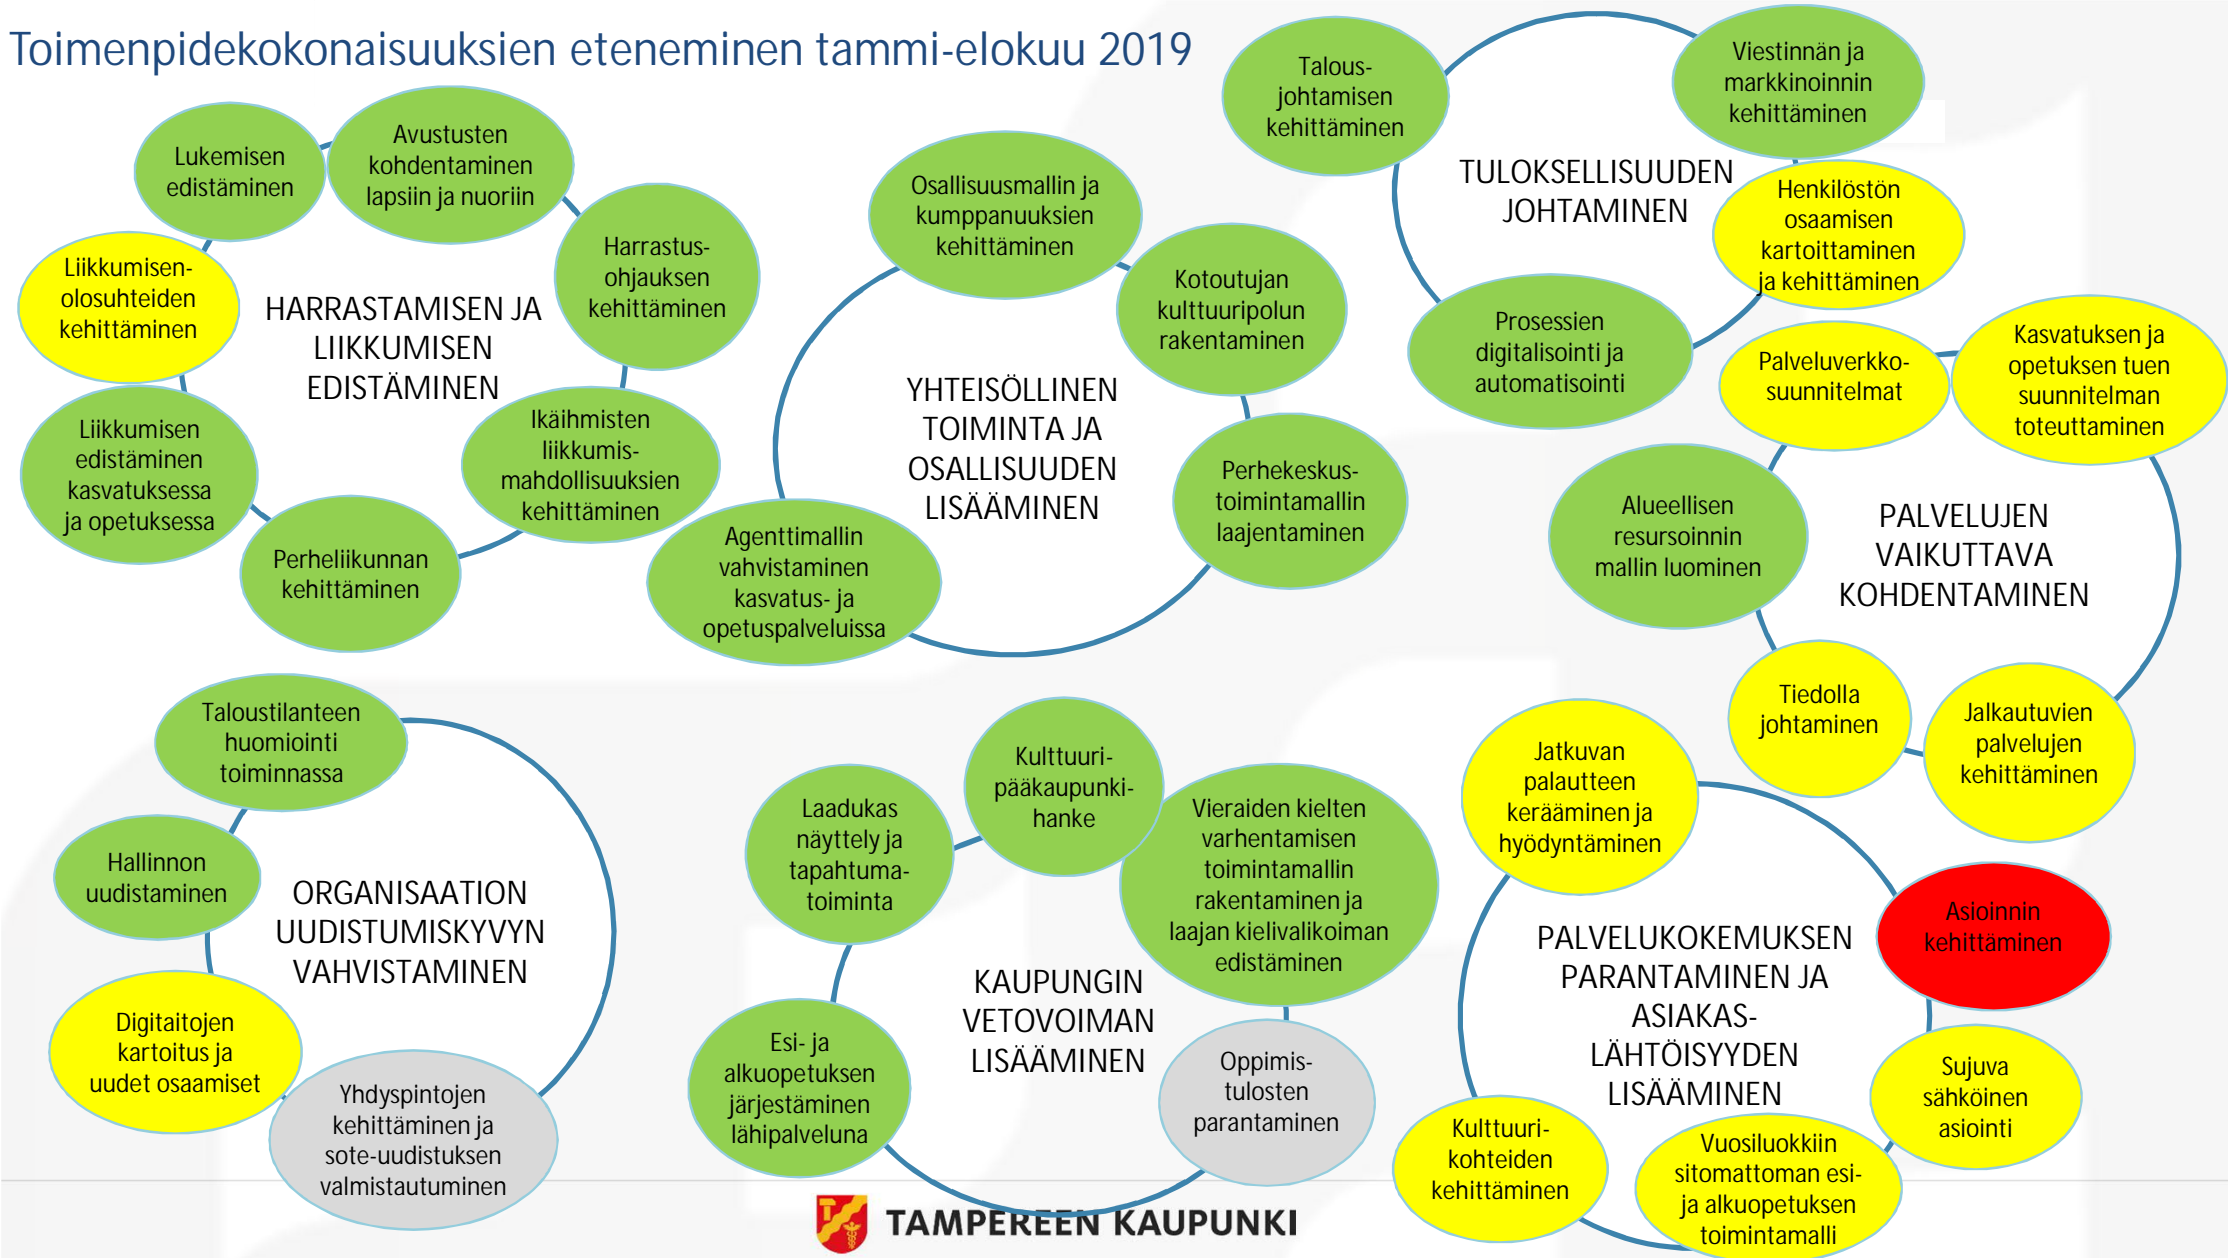 Toimenpidekokonaisuuksien eteneminen tammi-elokuu 2019
Lukemisen
edistäminen
Avustusten
kohdentaminen
lapsiin ja nuoriin
Harrastus-
ohjauksen
kehittäminen
Liikkumisen-
olosuhteiden
kehittäminen
HARRASTAMISEN JA
LIIKKUMISEN
EDISTÄMINEN
Liikkumisen
edistäminen
kasvatuksessa
ja opetuksessa
Ikäihmisten
liikkumis-
mahdollisuuksien
kehittäminen
Perheliikunnan
kehittäminen
Osallisuusmallin ja
kumppanuuksien
kehittäminen
Kotoutujan
kulttuuripolun
rakentaminen
YHTEISÖLLINEN
TOIMINTA JA
OSALLISUUDEN
LISÄÄMINEN
Perhekeskus-
toimintamallin
laajentaminen
Agenttimallin
vahvistaminen
kasvatus- ja
opetuspalveluissa
Talous-
johtamisen
kehittäminen
Viestinnän ja
markkinoinnin
kehittäminen
TULOKSELLISUUDEN
JOHTAMINEN
Henkilöstön
osaamisen
kartoittaminen
ja kehittäminen
Prosessien
digitalisointi ja
automatisointi
Palveluverkko-
suunnitelmat
Kasvatuksen ja
opetuksen tuen
suunnitelman
toteuttaminen
Alueellisen
resursoinnin
mallin luominen
PALVELUJEN
VAIKUTTAVA
KOHDENTAMINEN
Tiedolla
johtaminen
Jalkautuvien
palvelujen
kehittäminen
Taloustilanteen
huomiointi
toiminnassa
Hallinnon
uudistaminen
ORGANISAATION
UUDISTUMISKYVYN
VAHVISTAMINEN
Digitaitojen
kartoitus ja
uudet osaamiset
Yhdyspintojen
kehittäminen ja
sote-uudistuksen
valmistautuminen
Kulttuuri-
pääkaupunki-
hanke
Laadukas
näyttely ja
tapahtuma-
toiminta
Vieraiden kielten
varhentamisen
toimintamallin
rakentaminen ja
laajan kielivalikoiman
edistäminen
KAUPUNGIN
VETOVOIMAN
LISÄÄMINEN
Esi- ja
alkuopetuksen
järjestäminen
lähipalveluna
Oppimis-
tulosten
parantaminen
Jatkuvan
palautteen
kerääminen ja
hyödyntäminen
Asioinnin
kehittäminen
PALVELUKOKEMUKSEN
PARANTAMINEN JA
ASIAKAS-
LÄHTÖISYYDEN
LISÄÄMINEN
Sujuva
sähköinen
asiointi
Kulttuuri-
kohteiden
kehittäminen
Vuosiluokkiin
sitomattoman esi-
ja alkuopetuksen
toimintamalli
TAMPEREEN KAUPUNKI